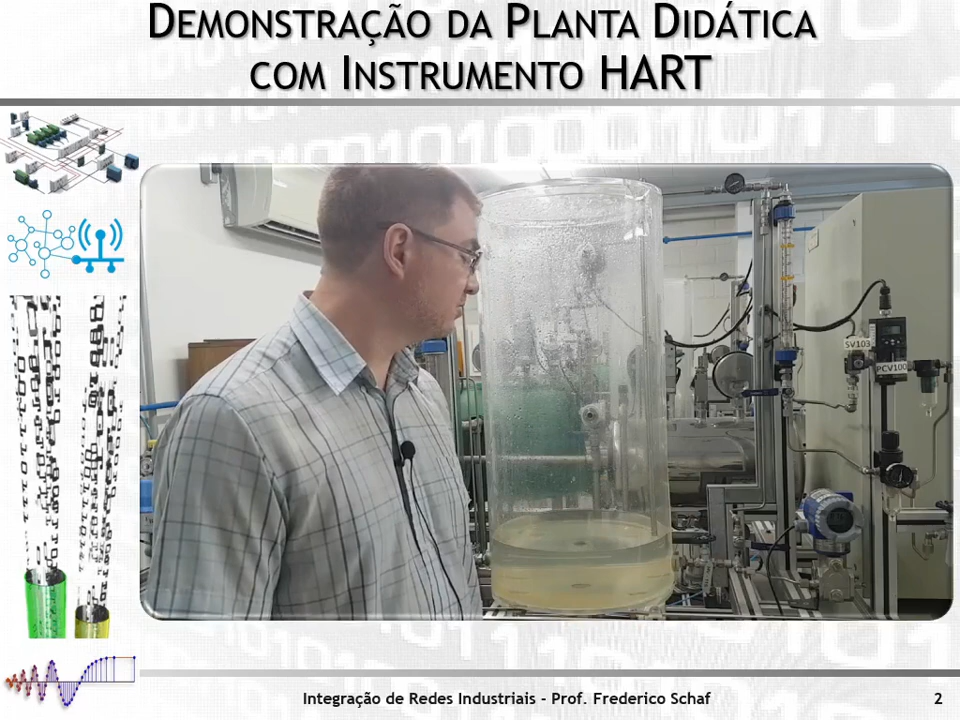 DEMONSTRAÇÃO DA PLANTA DIDÁTICA
COM INSTRUMENTO HART
SV103
PCV100
Integração de Redes Industriais - Prof. Frederico Schaf
2